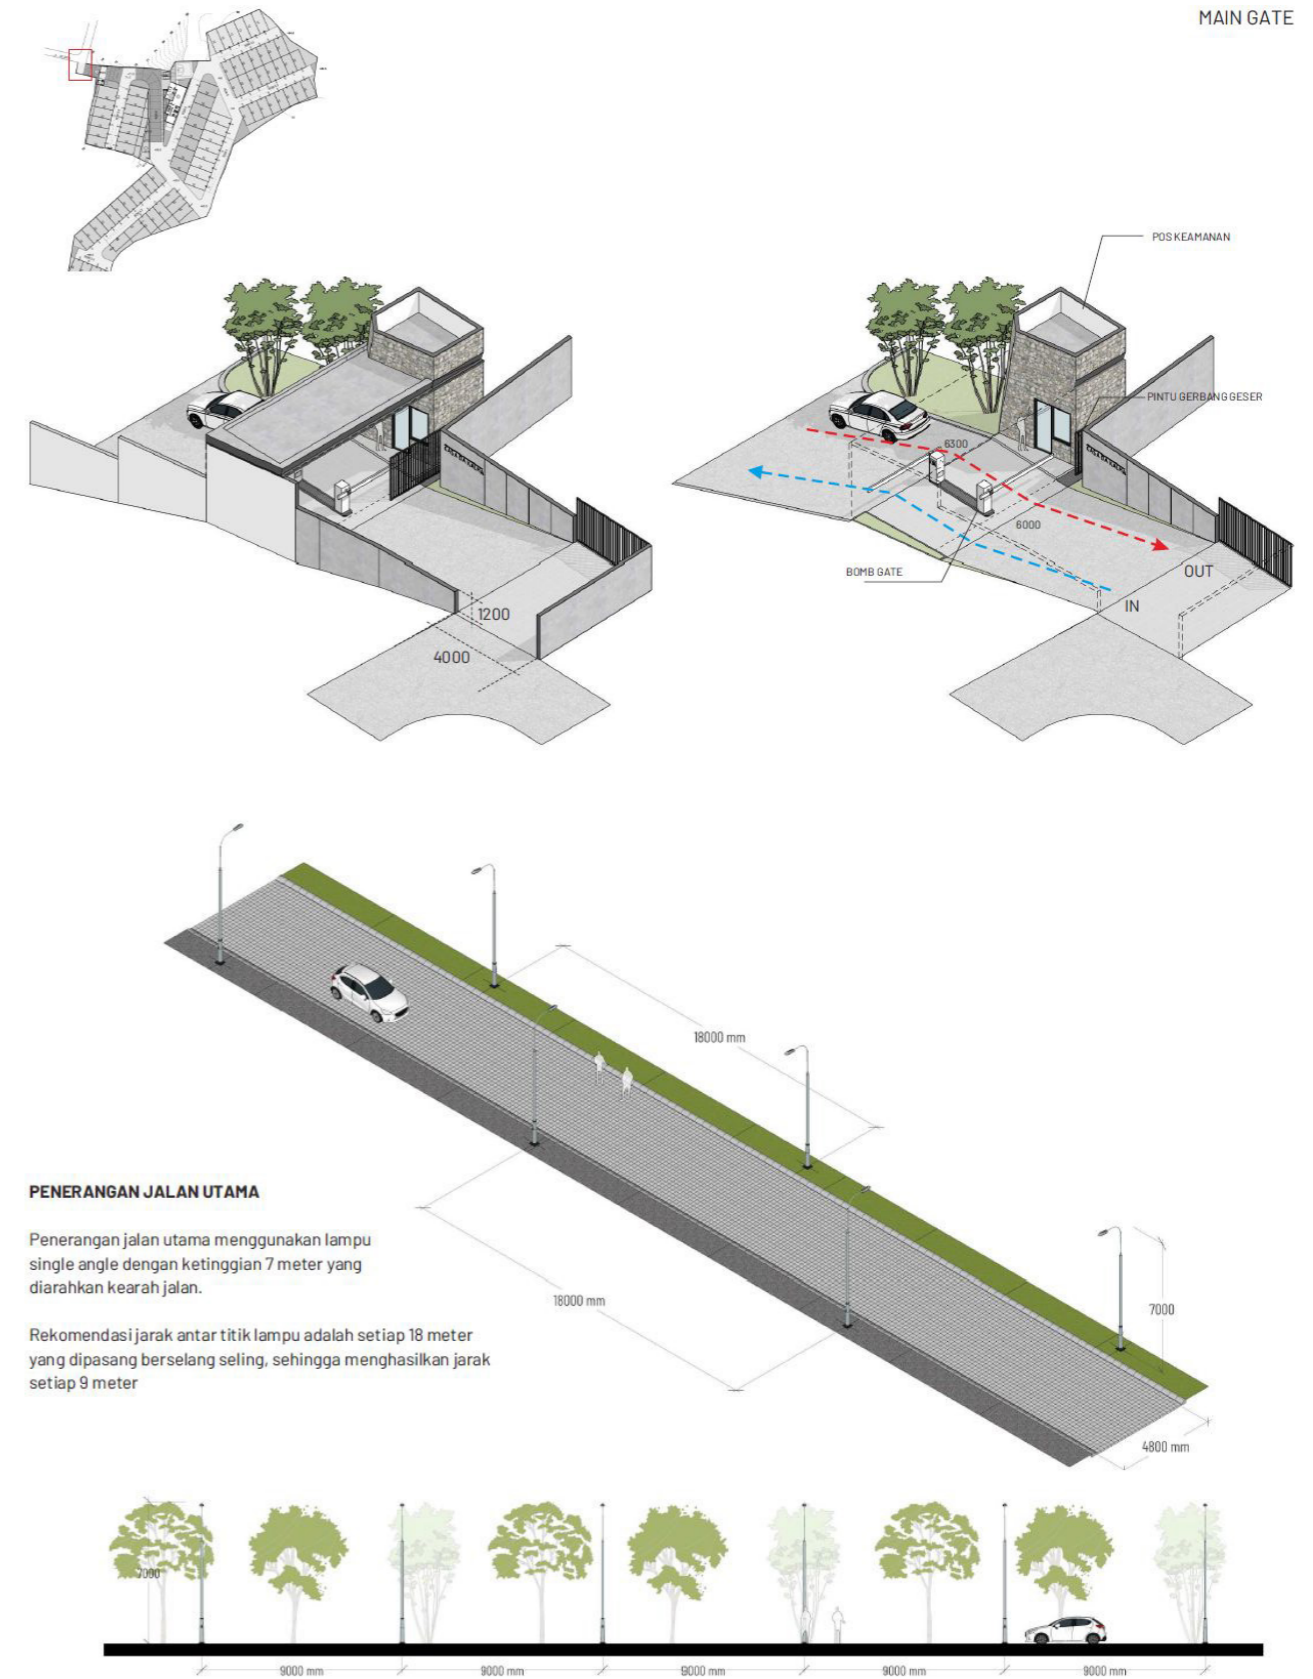 MAIN GATE
POS KEAMANAN
PINTU GERBANG GESER
6300
6000
BOMB GATE
OUT
IN
1200
4000
18000 mm
PENERANGAN JALAN UTAMA
Penerangan jalan utama menggunakan lampu
single angle dengan ketinggian 7 meter yang
diarahkan kearah jalan.
Rekomendasi jarak antar titik lampu adalah setiap 18 meter
yang dipasang berselang seling, sehingga menghasilkan jarak
setiap 9 meter
18000 mm
7000
4800 mm
7000
9000 mm 9000 mm 9000 mm 9000 mm 9000 mm